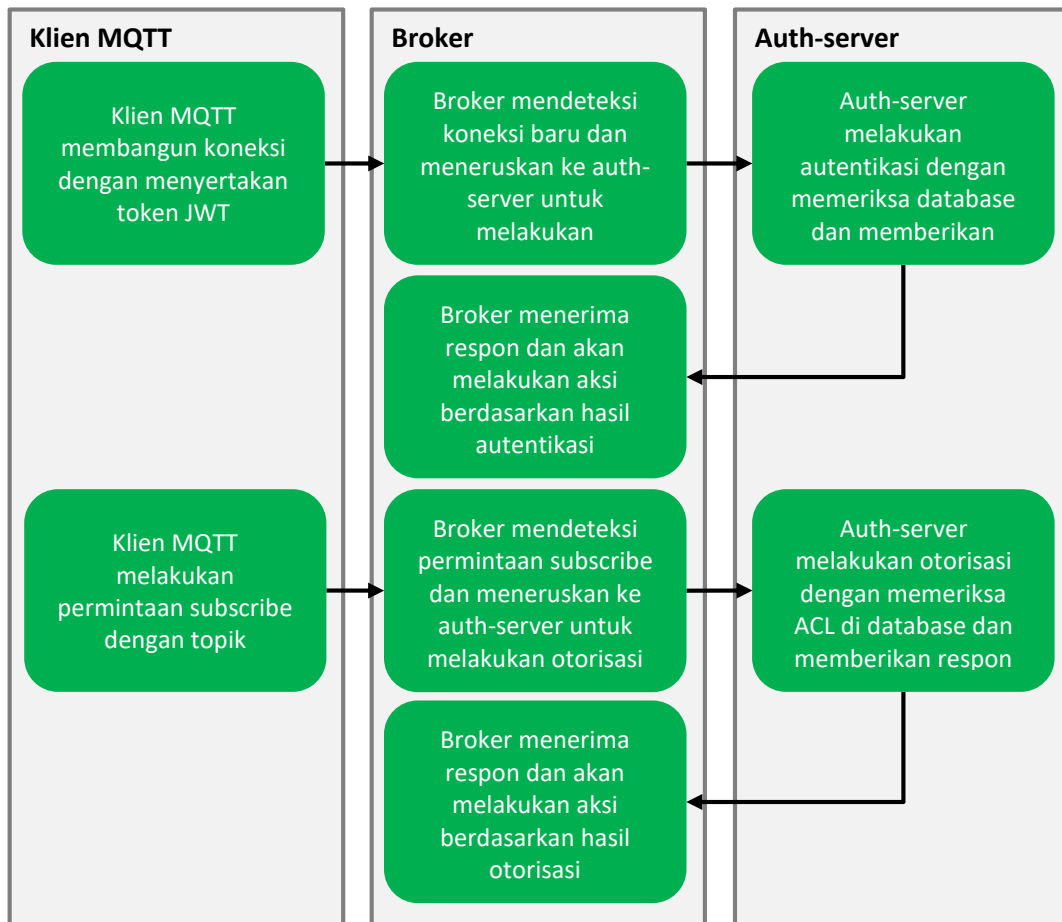 Klien MQTT
Broker
Auth-server
Klien MQTT
membangun koneksi
dengan menyertakan
token JWT
Broker mendeteksi
koneksi baru dan
meneruskan ke auth-
server untuk
melakukan
Auth-server
melakukan
autentikasi dengan
memeriksa database
dan memberikan
Broker menerima
respon dan akan
melakukan aksi
berdasarkan hasil
autentikasi
Klien MQTT
melakukan
permintaan subscribe
dengan topik
Broker mendeteksi
permintaan subscribe
dan meneruskan ke
auth-server untuk
melakukan otorisasi
Auth-server
melakukan otorisasi
dengan memeriksa
ACL di database dan
memberikan respon
Broker menerima
respon dan akan
melakukan aksi
berdasarkan hasil
otorisasi